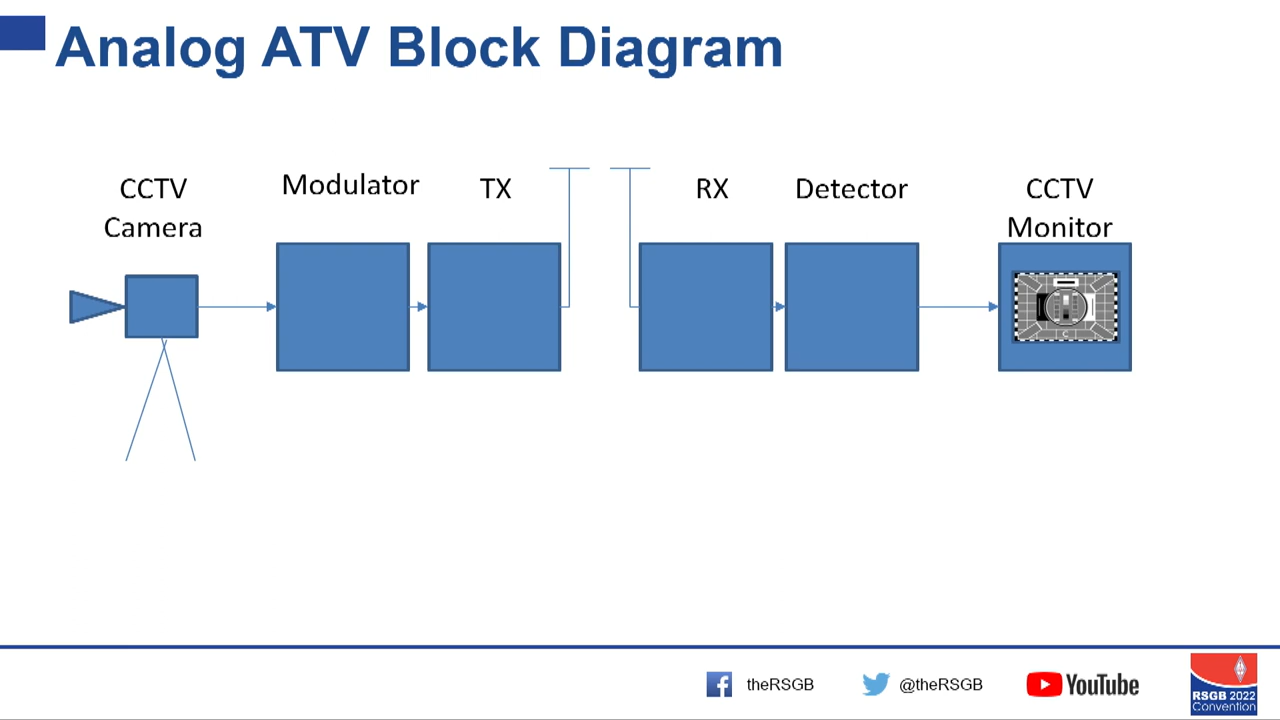 Analog ATV Block Diagram
CCTV
Camera
Modulator
TX
RX
Detector
CCTV
Monitor
C
theRSGB
@theRSGB
YouTube
RSGB 2022
Convention